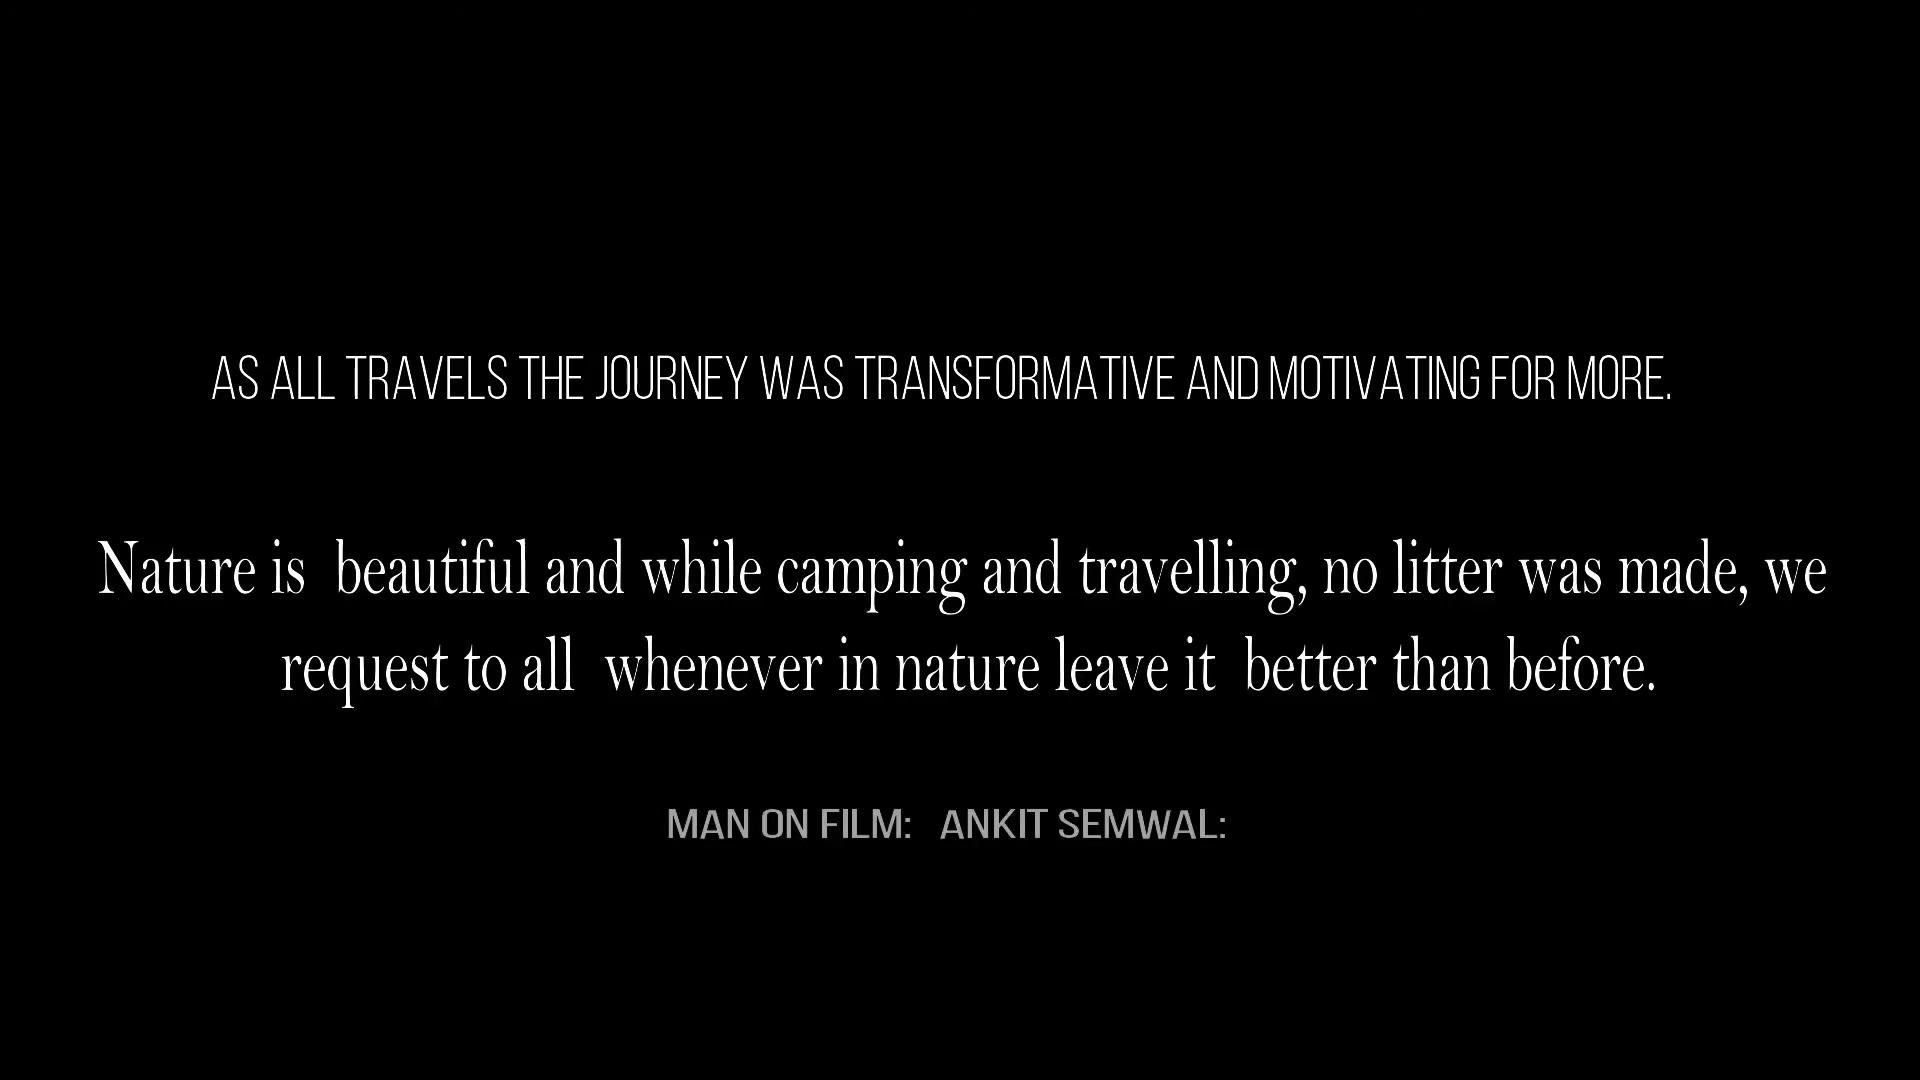 AS ALL TRAVELS THE JOURNEY WAS TRANSFORMATIVE AND MOTIVATING FOR MORE.
Nature is  beautiful and while camping and travelling, no litter was made, we
request to all  whenever in nature leave it  better than before.
MAN ON FILM:   ANKIT SEMWAL: